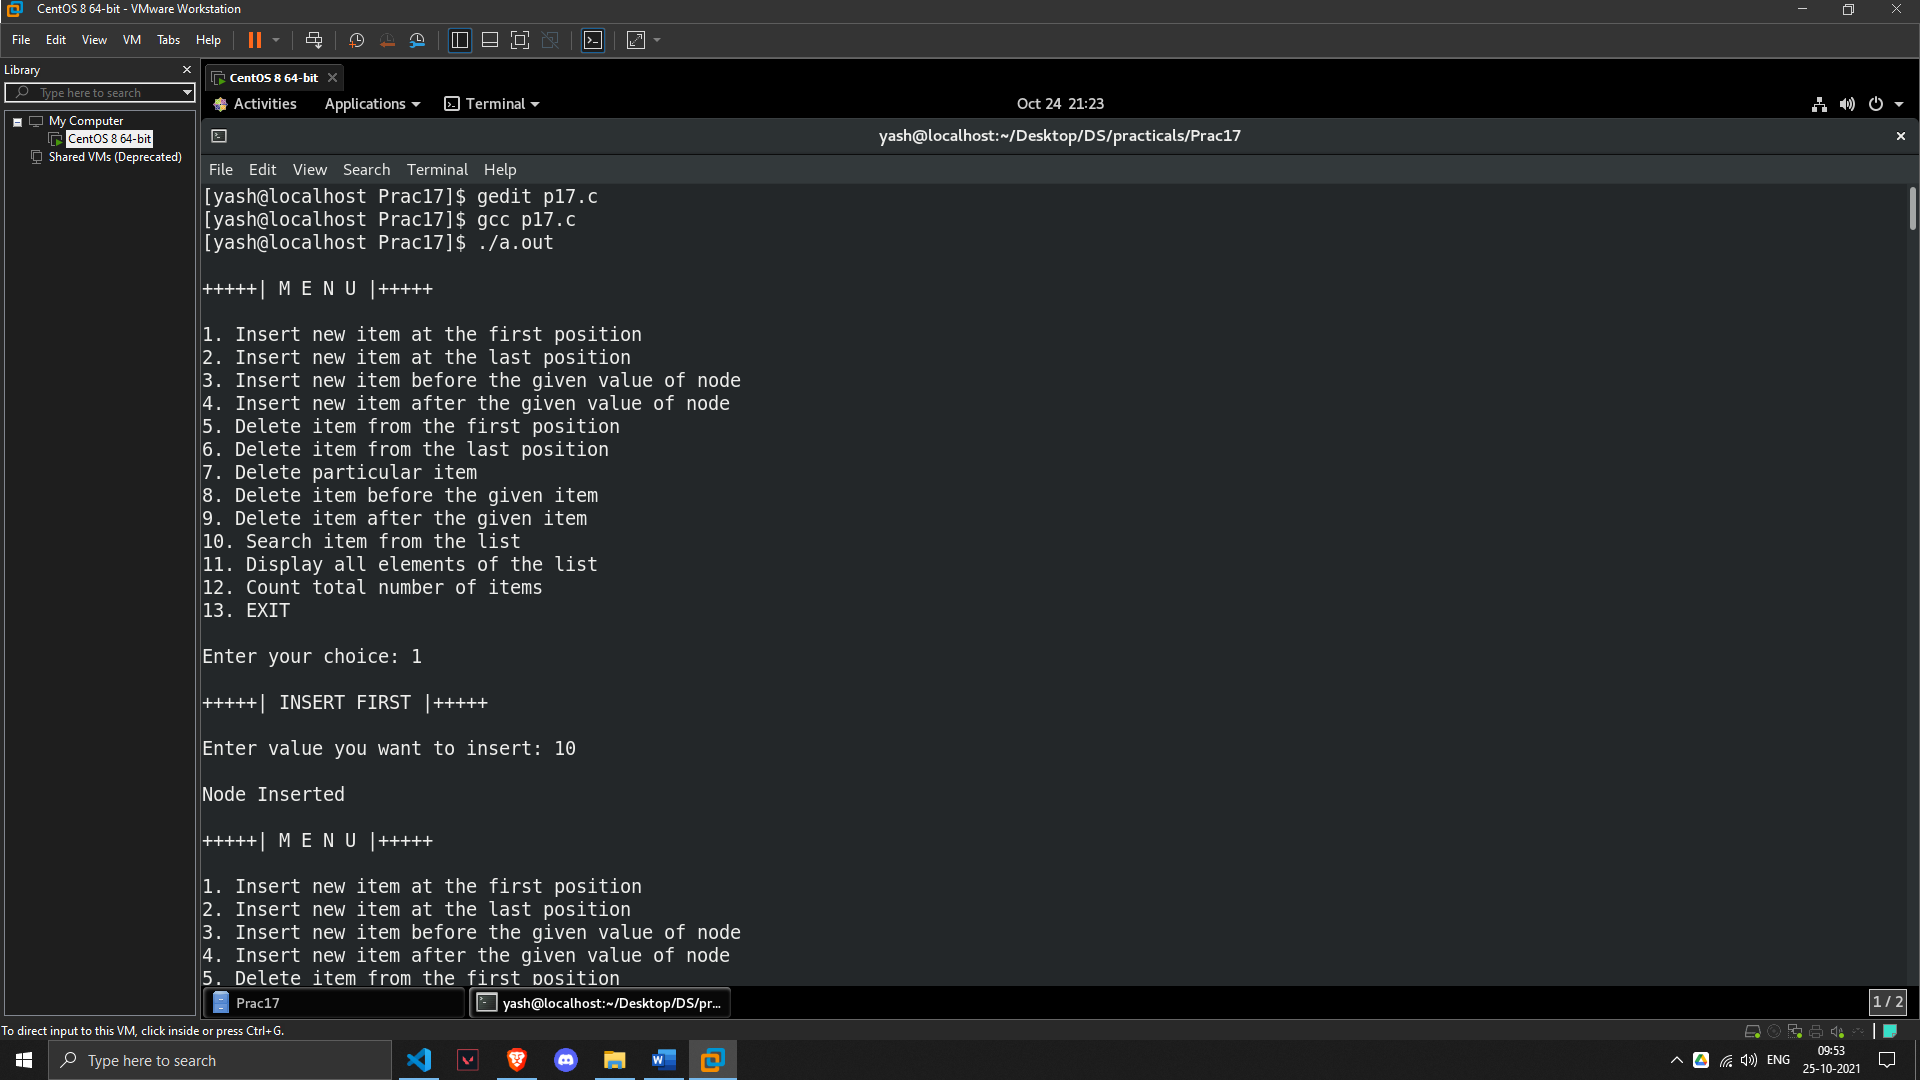 CentOS 8 64-bit - VMware Workstation
File Edit View VM Tabs Help
Library
Type here to search
My Computer
CentOS 8 64-bit
Shared VMs (Deprecated)
CentOS 8 64-bit
Activities Applications Terminal Oct 24 21:23
yash@localhost:~/Desktop/DS/practicals/Prac17
File Edit View Search Terminal Help
[yash@localhost Prac17]$ gedit p17.c
[yash@localhost Prac17]$ gcc p17.c
[yash@localhost Prac17]$ ./a.out
+++++| M E N U |+++++
1. Insert new item at the first position
2. Insert new item at the last position
3. Insert new item before the given value of node
4. Insert new item after the given value of node
5. Delete item from the first position
6. Delete item from the last position
7. Delete particular item
8. Delete item before the given item
9. Delete item after the given item
10. Search item from the list
11. Display all elements of the list
12. Count total number of items
13. EXIT
Enter your choice: 1
+++++| INSERT FIRST |+++++
Enter value you want to insert: 10
Node Inserted
+++++| M E N U |+++++
1. Insert new item at the first position
2. Insert new item at the last position
3. Insert new item before the given value of node
4. Insert new item after the given value of node
5. Delete item from the first position
Prac17
yash@localhost:~/Desktop/DS/pr...
1 / 2
To direct input to this VM, click inside or press Ctrl+G.
Type here to search
ENG
09:53
25-10-2021